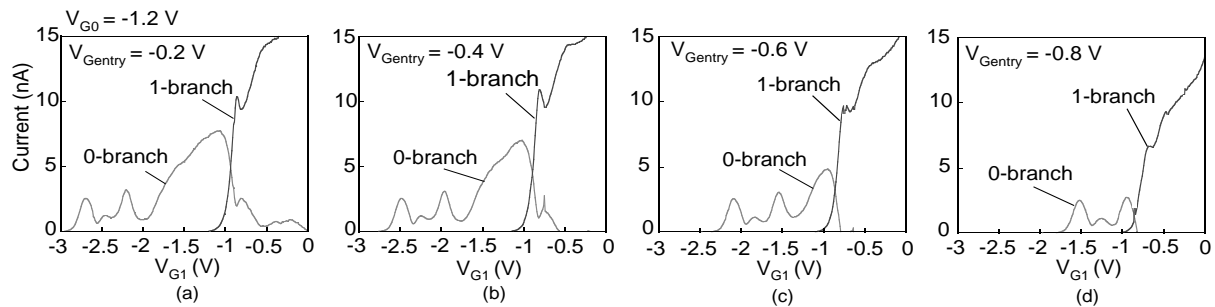 V_G0 = -1.2 V
V_Gentry = -0.2 V
1-branch
0-branch
Current (nA)
15
10
5
0
-3 -2.5 -2 -1.5 -1 -0.5 0
V_G1 (V)
(a)
V_Gentry = -0.4 V
1-branch
0-branch
15
10
5
0
-3 -2.5 -2 -1.5 -1 -0.5 0
V_G1 (V)
(b)
V_Gentry = -0.6 V
1-branch
0-branch
15
10
5
0
-3 -2.5 -2 -1.5 -1 -0.5 0
V_G1 (V)
(c)
V_Gentry = -0.8 V
1-branch
0-branch
15
10
5
0
-3 -2.5 -2 -1.5 -1 -0.5 0
V_G1 (V)
(d)